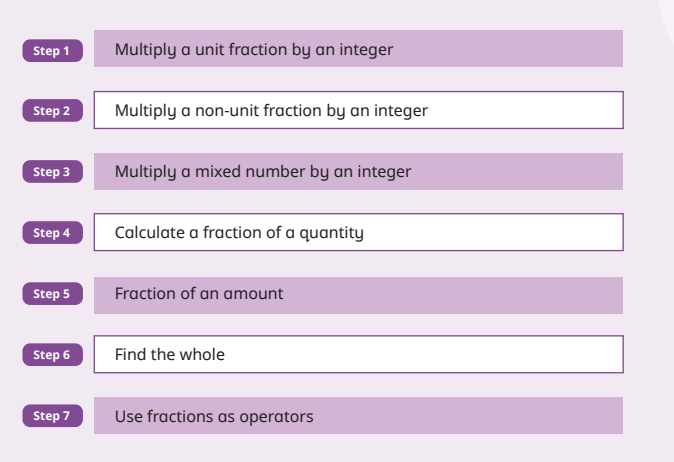 Step 1 Multiply a unit fraction by an integer
Step 2 Multiply a non-unit fraction by an integer
Step 3 Multiply a mixed number by an integer
Step 4 Calculate a fraction of a quantity
Step 5 Fraction of an amount
Step 6 Find the whole
Step 7 Use fractions as operators